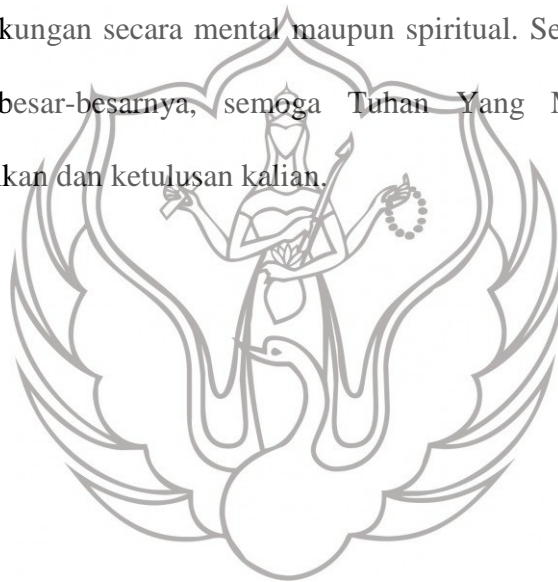 kungan secara mental maupun spiritual. Se
besar-besarnya, semoga Tuhan Yang M
kan dan ketulusan kalian.